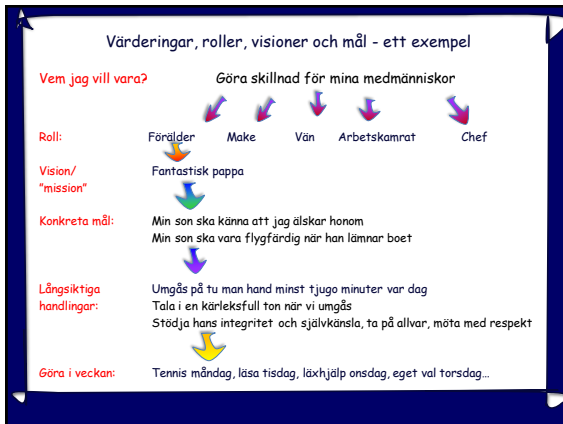 Värderingar, roller, visioner och mål - ett exempel
Vem jag vill vara? Göra skillnad för mina medmänniskor
Roll: Förälder Make Vän Arbetskamrat Chef
Vision/ Fantastisk pappa
"mission"
Konkreta mål: Min son ska känna att jag älskar honom
Min son ska vara flygfärdig när han lämnar boet
Långsiktiga Umgås på tu man hand minst tjugo minuter var dag
handlingar: Tala i en kärleksfull ton när vi umgås
Stödja hans integritet och självkänsla, ta på allvar, möta med respekt
Göra i veckan: Tennis måndag, läsa tisdag, läxhjälp onsdag, eget val torsdag…